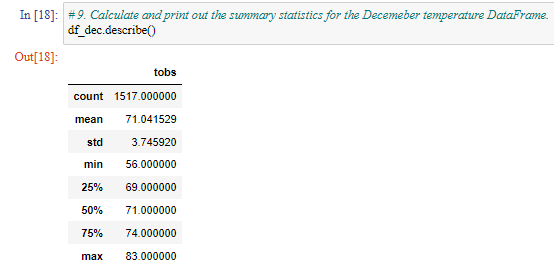 In [18]: # 9. Calculate and print out the summary statistics for the Decemeber temperature DataFrame.
df_dec.describe()
Out[18]:
tobs
count 1517.000000
mean 71.041529
std 3.745920
min 56.000000
25% 69.000000
50% 71.000000
75% 74.000000
max 83.000000